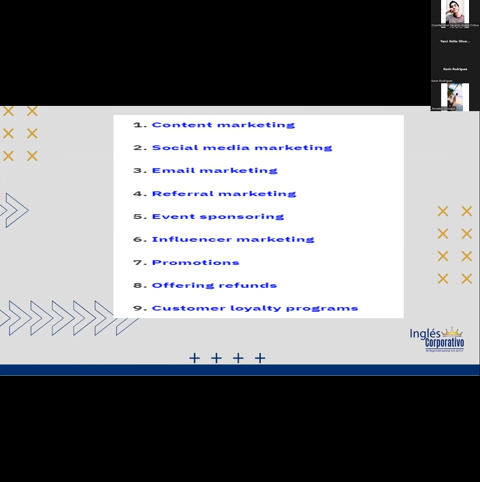 1. Content marketing
2. Social media marketing
3. Email marketing
4. Referral marketing
5. Event sponsoring
6. Influencer marketing
7. Promotions
8. Offering refunds
9. Customer loyalty programs
Inglés
Corporativo